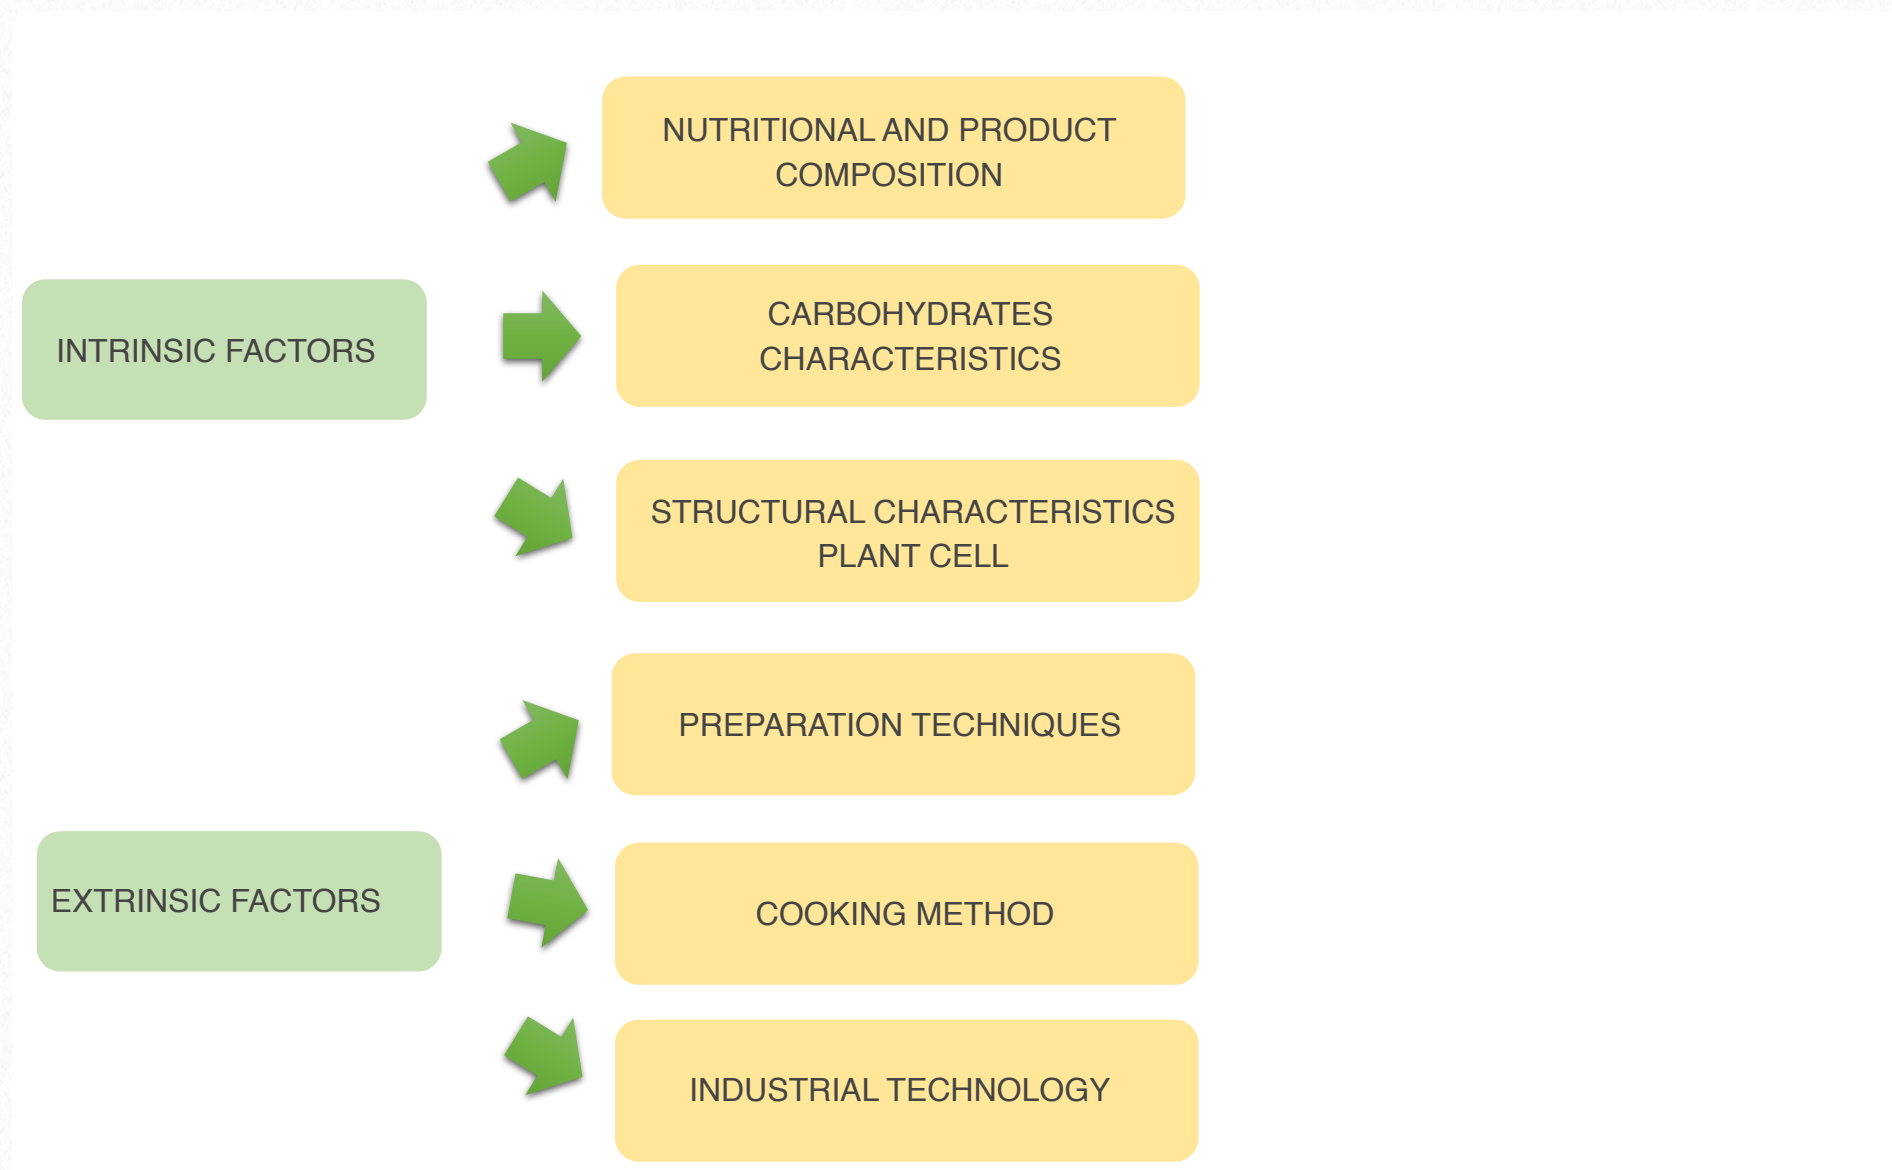 NUTRITIONAL AND PRODUCT
COMPOSITION
INTRINSIC FACTORS
CARBOHYDRATES
CHARACTERISTICS
STRUCTURAL CHARACTERISTICS
PLANT CELL
PREPARATION TECHNIQUES
EXTRINSIC FACTORS
COOKING METHOD
INDUSTRIAL TECHNOLOGY